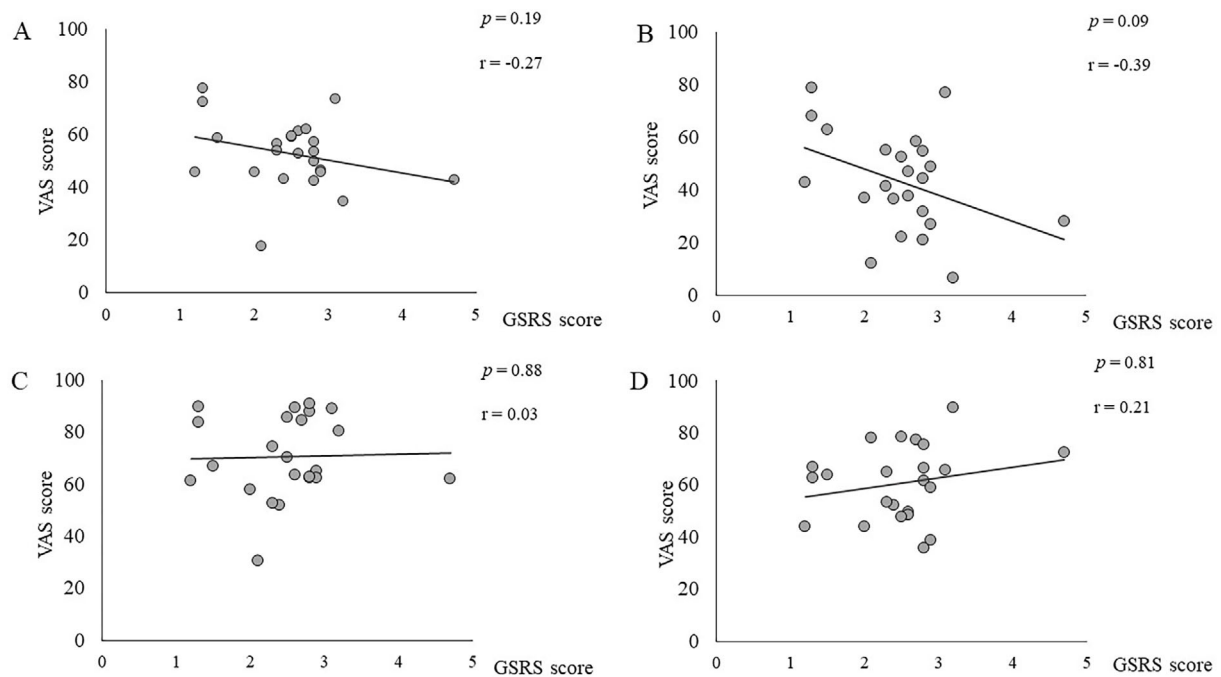 A
p = 0.19
r = -0.27
100
80
60
40
20
0
VAS score
0 1 2 3 4 5
GSRS score
B
p = 0.09
r = -0.39
100
80
60
40
20
0
VAS score
0 1 2 3 4 5
GSRS score
C
p = 0.88
r = 0.03
100
80
60
40
20
0
VAS score
0 1 2 3 4 5
GSRS score
D
p = 0.81
r = 0.21
100
80
60
40
20
0
VAS score
0 1 2 3 4 5
GSRS score